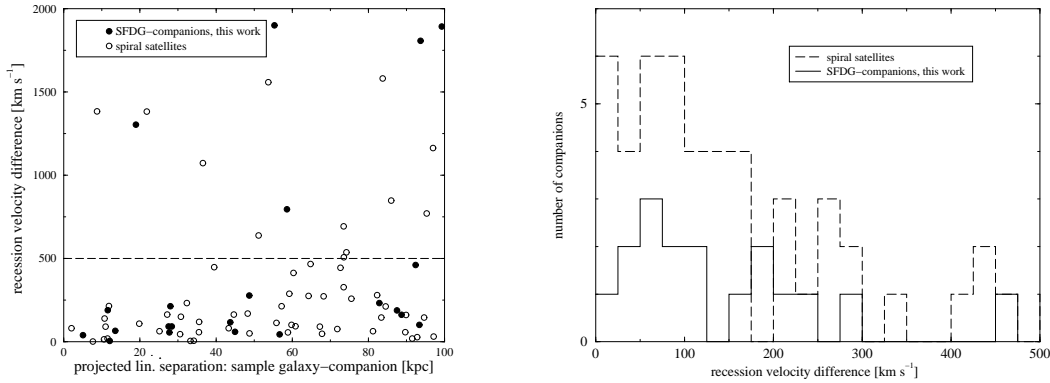 2000
1500
1000
500
0
recession velocity difference [km s⁻¹]
SFDG−companions, this work
spiral satellites
0 20 40 60 80 100
projected lin. separation: sample galaxy−companion [kpc]
5
0
number of companions
spiral satellites
SFDG−companions, this work
0 100 200 300 400 500
recession velocity difference [km s⁻¹]